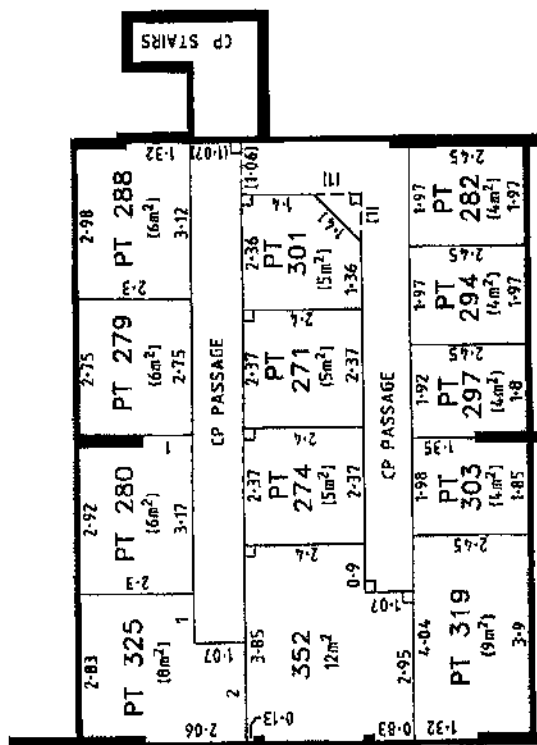 CP STAIRS
1·32
(1·07)
2·98
PT 288
(6m²)
3·12
2·3
2·75
PT 279
(6m²)
2·75
1
2·92
PT 280
(6m²)
3·17
2·3
1
2·83
PT 325
(8m²)
2·06
CP PASSAGE
1·07
2
(1·06)
1·4
(1)
(1)
1·41
2·36
PT
301
(5m²)
1·36
2·4
2·37
PT
271
(5m²)
2·37
2·4
2·37
PT
274
(5m²)
2·37
2·4
0·9
3·85
352
12m²
2·95
0·13
0·83
CP PASSAGE
1·07
2·45
1·97
PT
282
(4m²)
1·97
2·45
1·97
PT
294
(4m²)
1·97
2·45
1·92
PT
297
(4m²)
1·8
1·35
1·98
PT
303
(4m²)
1·85
2·45
4·04
PT 319
(9m²)
3·9
1·32